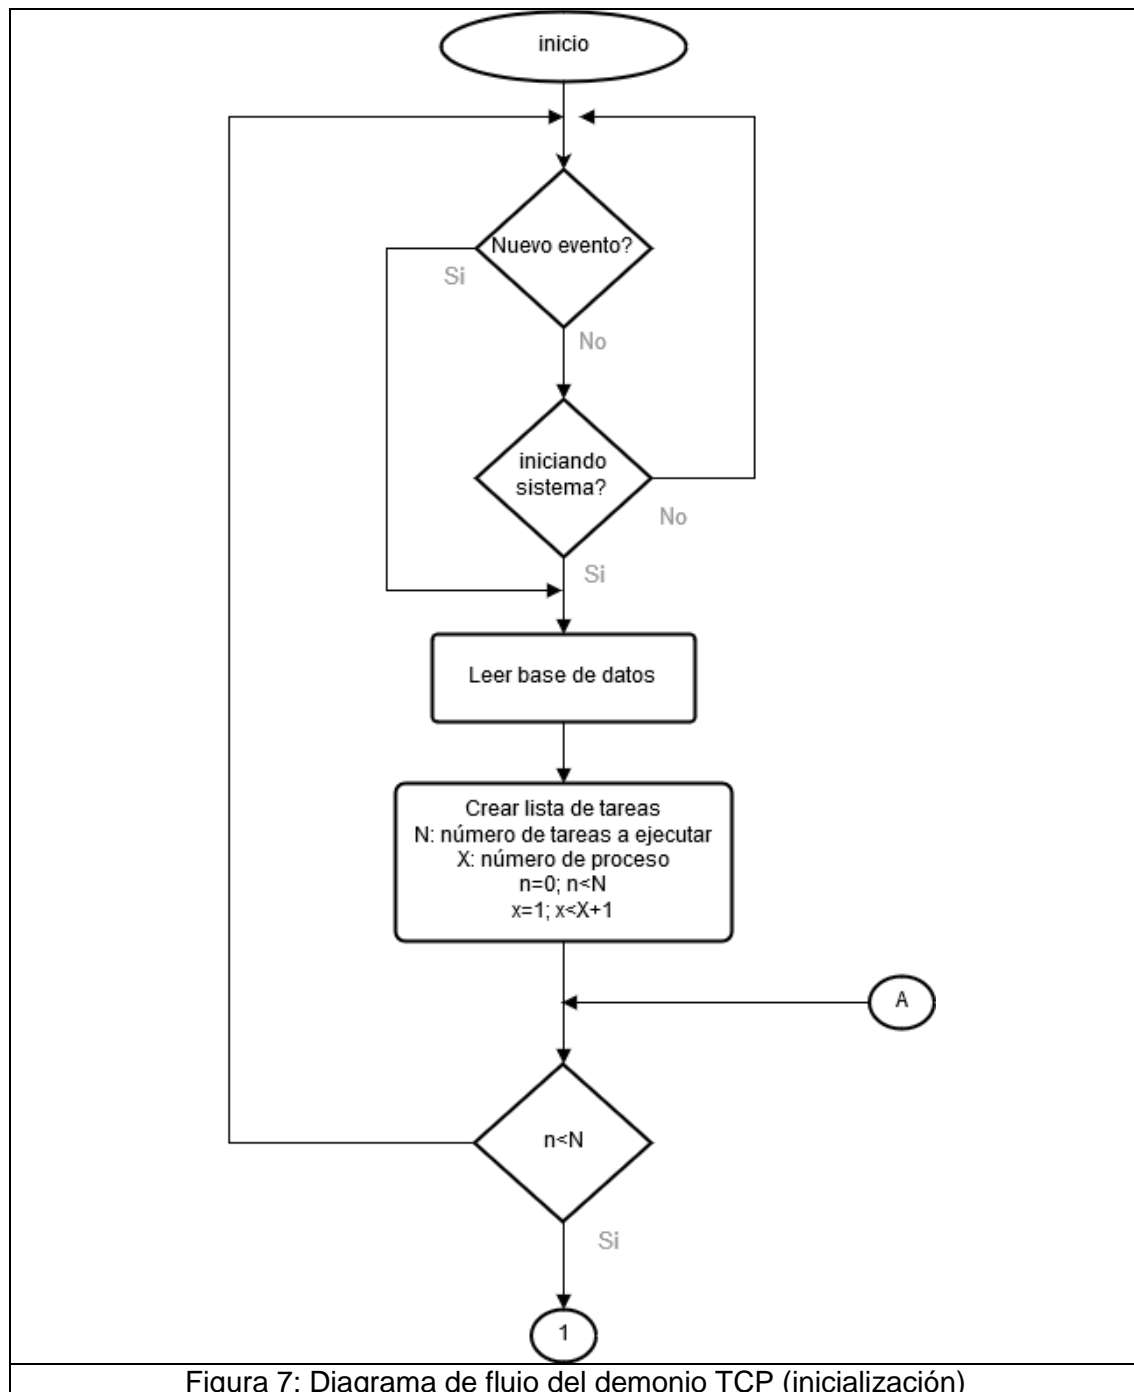 inicio
Nuevo evento?
Si
No
iniciando
sistema?
No
Si
Leer base de datos
Crear lista de tareas
N: número de tareas a ejecutar
X: número de proceso
n=0; n<N
x=1; x<X+1
A
n<N
Si
1
Figura 7: Diagrama de flujo del demonio TCP (inicialización)